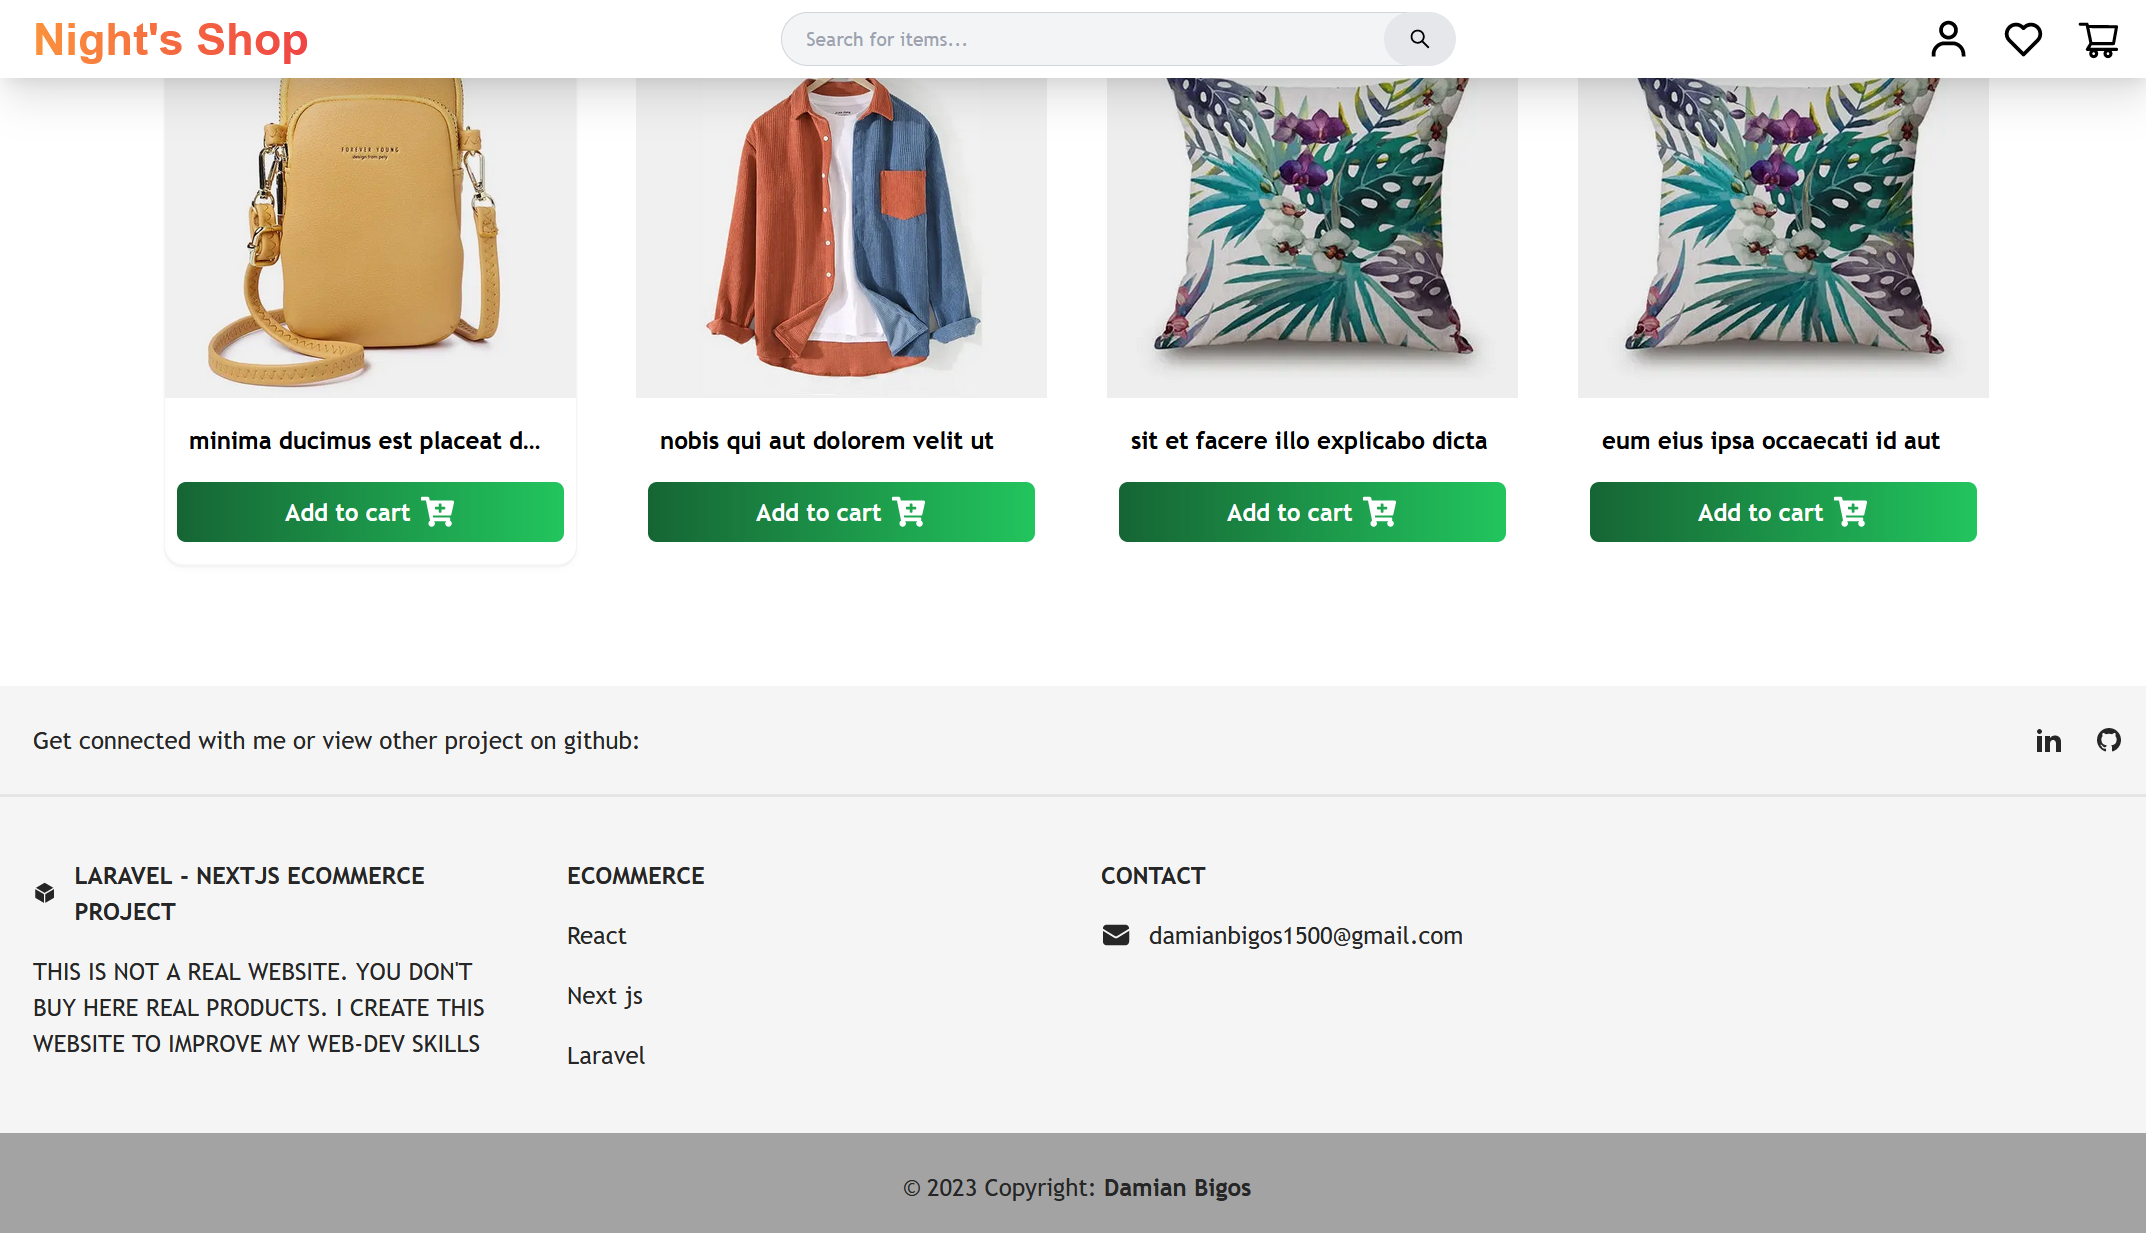 Night's Shop
Search for items...
FOREVER YOUNG
design from pely
minima ducimus est placeat d...
nobis qui aut dolorem velit ut
sit et facere illo explicabo dicta
eum eius ipsa occaecati id aut
Add to cart
Add to cart
Add to cart
Add to cart
Get connected with me or view other project on github:
LARAVEL - NEXTJS ECOMMERCE
PROJECT
THIS IS NOT A REAL WEBSITE. YOU DON'T
BUY HERE REAL PRODUCTS. I CREATE THIS
WEBSITE TO IMPROVE MY WEB-DEV SKILLS
ECOMMERCE
React
Next js
Laravel
CONTACT
damianbigos1500@gmail.com
© 2023 Copyright: Damian Bigos